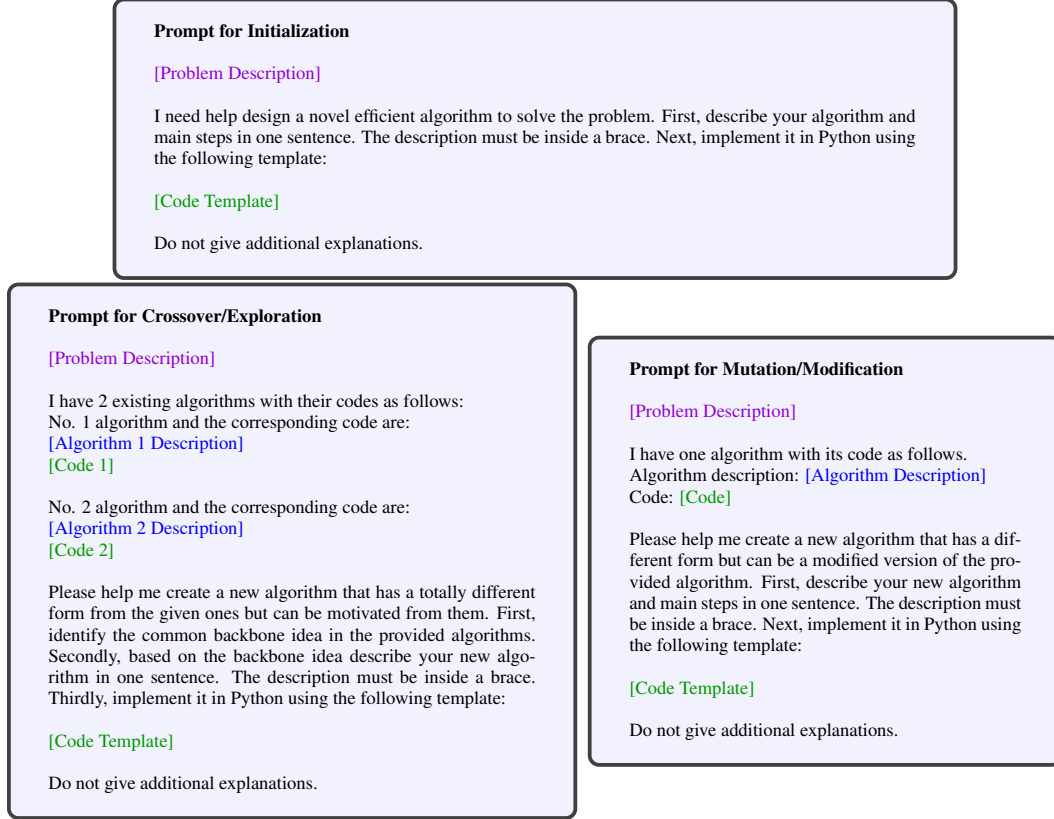 Prompt for Initialization
[Problem Description]
I need help design a novel efficient algorithm to solve the problem. First, describe your algorithm and
main steps in one sentence. The description must be inside a brace. Next, implement it in Python using
the following template:
[Code Template]
Do not give additional explanations.
Prompt for Crossover/Exploration
[Problem Description]
I have 2 existing algorithms with their codes as follows:
No. 1 algorithm and the corresponding code are:
[Algorithm 1 Description]
[Code 1]
No. 2 algorithm and the corresponding code are:
[Algorithm 2 Description]
[Code 2]
Please help me create a new algorithm that has a totally different
form from the given ones but can be motivated from them. First,
identify the common backbone idea in the provided algorithms.
Secondly, based on the backbone idea describe your new algo-
rithm in one sentence. The description must be inside a brace.
Thirdly, implement it in Python using the following template:
[Code Template]
Do not give additional explanations.
Prompt for Mutation/Modification
[Problem Description]
I have one algorithm with its code as follows.
Algorithm description: [Algorithm Description]
Code: [Code]
Please help me create a new algorithm that has a dif-
ferent form but can be a modified version of the pro-
vided algorithm. First, describe your new algorithm
and main steps in one sentence. The description must
be inside a brace. Next, implement it in Python using
the following template:
[Code Template]
Do not give additional explanations.